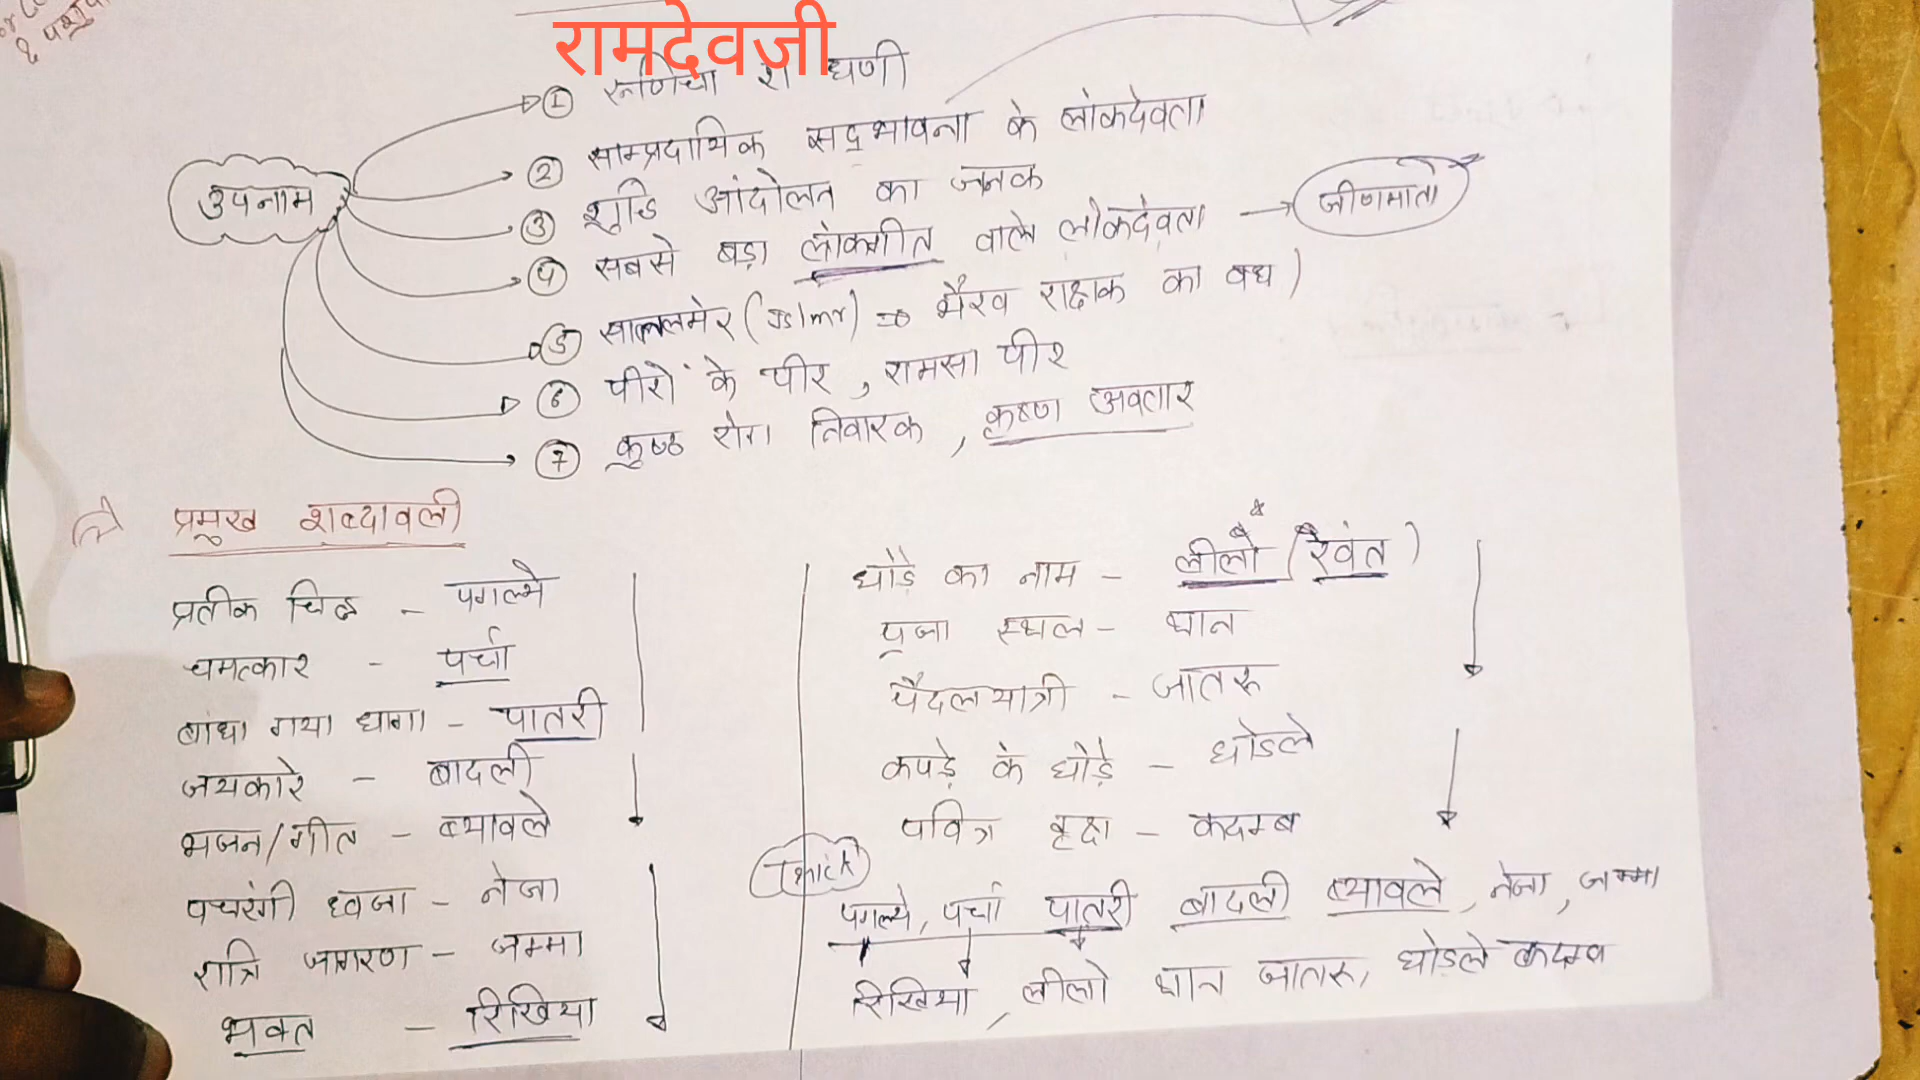 रामदेवजी
① रूणिचा रा धणी
② साम्प्रदायिक सद्भावना के लोकदेवता
उपनाम
③ शुद्धि आंदोलन का जनक
④ सबसे बड़ा लोकगीत वाले लोकदेवता → जीणमाता
⑤ सातलमेर (Jslmr) ⇒ भैरव राक्षक का वध)
⑥ पीरों के पीर, रामसा पीर
⑦ कुष्ठ रोग निवारक, कृष्ण अवतार
प्रमुख शब्दावली
प्रतीक चिह्न - पगल्ये
चमत्कार - पर्चा
बांधा गया धागा - पातरी
जयकारे - बादली
भजन/गीत - ब्यावले
पचरंगी ध्वजा - नेजा
रात्रि जागरण - जम्मा
भक्त - रिखिया
घोड़े का नाम - लीलो (रेवंत)
पूजा स्थल - थान
पैदलयात्री - जातरू
कपड़े के घोड़े - घोडले
पवित्र वृक्ष - कदम्ब
Trick
पगल्ये, पर्चा पातरी बादली ब्यावले, नेजा, जम्मा
रिखिया, लीलो थान जातरू, घोडले कदम्ब